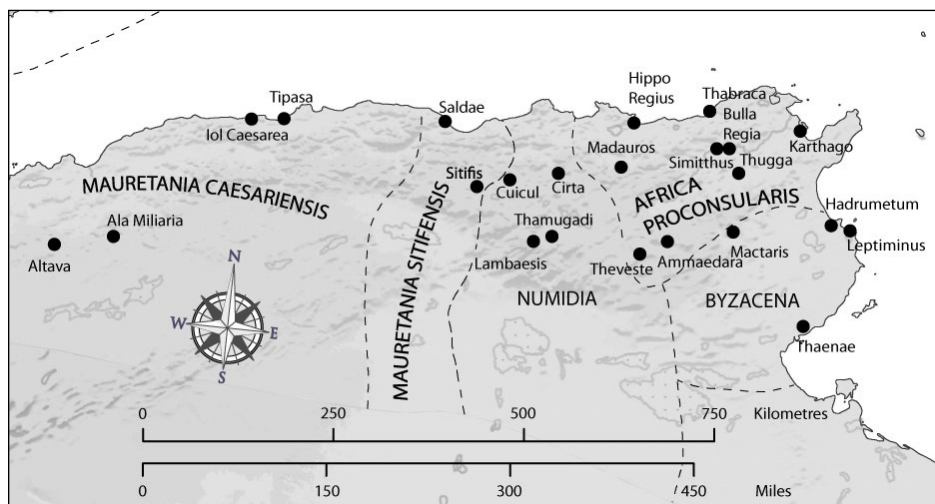 Hippo
Regius
Tipasa
Saldae
Thabraca
Bulla
Regia
Iol Caesarea
Karthago
Madauros
Simitthus
Thugga
Sitifis
Cuicul
Cirta
MAURETANIA CAESARIENSIS
MAURETANIA SITIFENSIS
AFRICA
PROCONSULARIS
Hadrumetum
Ala Miliaria
Thamugadi
Leptiminus
Altava
Lambaesis
Mactaris
Theveste
Ammaedara
N
W
E
S
NUMIDIA
BYZACENA
Thaenae
0 250 500 750 Kilometres
0 150 300 450 Miles